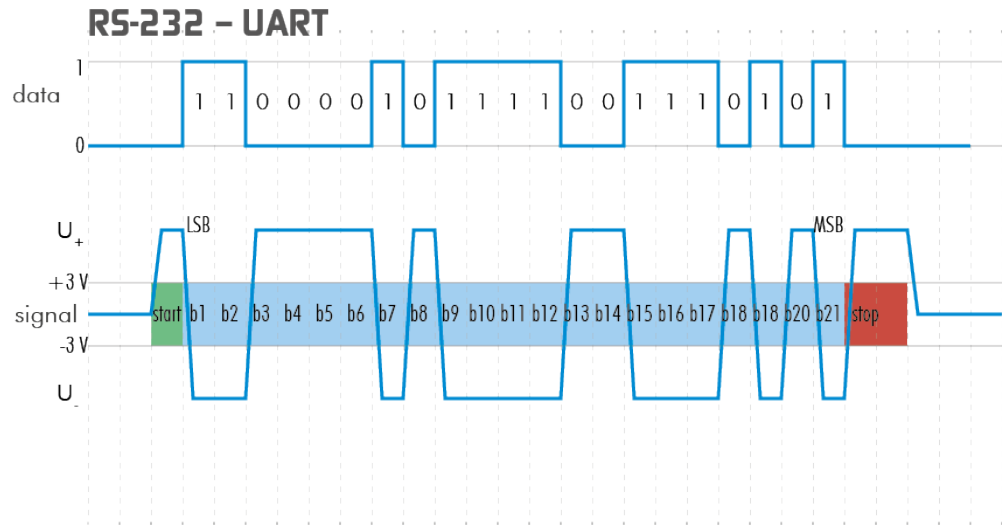 RS-232 – UART
1
data 1 1 0 0 0 0 1 0 1 1 1 1 0 0 1 1 1 0 1 0 1
0
U+ LSB MSB
+3 V
signal start b1 b2 b3 b4 b5 b6 b7 b8 b9 b10 b11 b12 b13 b14 b15 b16 b17 b18 b18 b20 b21 stop
-3 V
U-